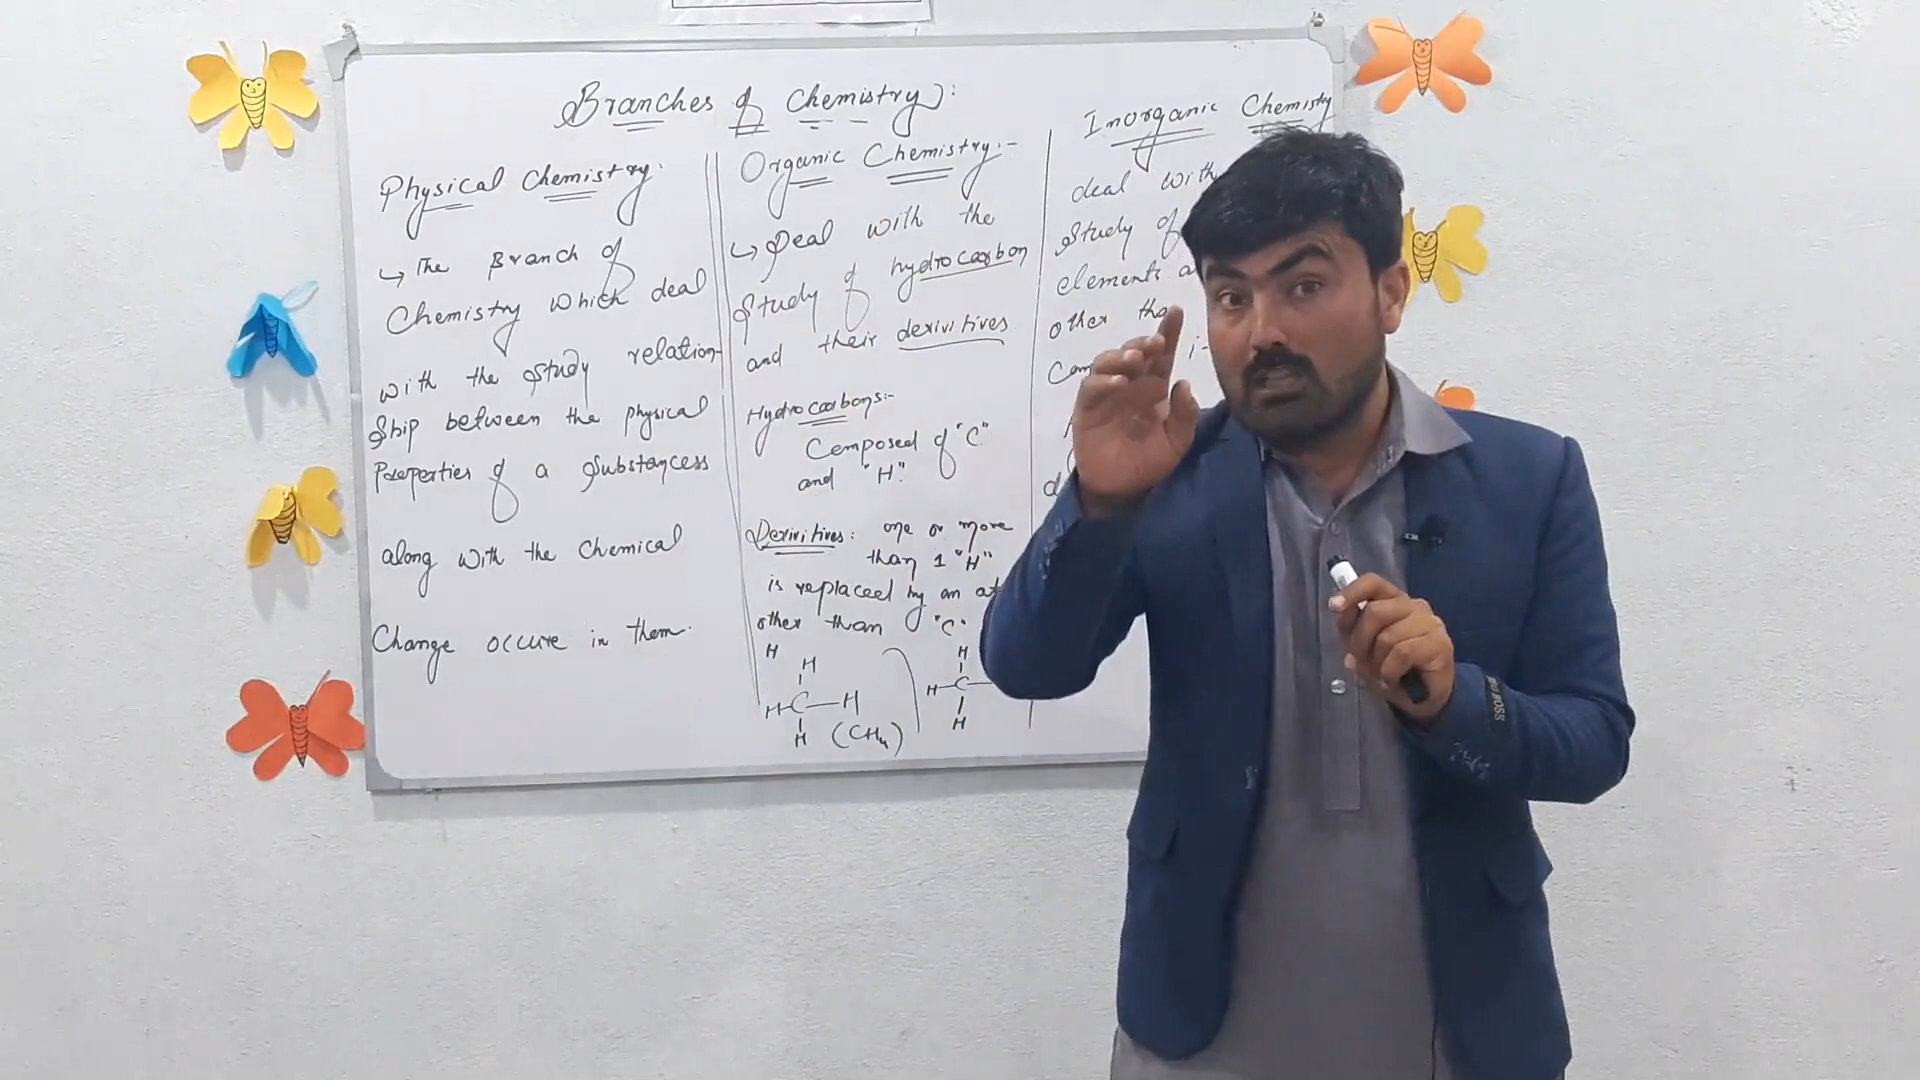 Branches of Chemistry:
Physical Chemistry:
↳ The Branch of
Chemistry which deal
with the study relation-
ship between the physical
Properties of a Substancess
along with the Chemical
Change occure in them.
Organic Chemistry:-
↳ Deal with the
Study of hydrocarbon
and their derivitives
Hydrocarbons:-
Composed of "C"
and "H".
Derivitives: one or more
than 1 "H"
is replaced by an at
other than "C"
H
H
H-C-H
H (CH4)
H
H-C-
H
Inorganic Chemistry
deal with
Study of
elements a
other tha
Com i-